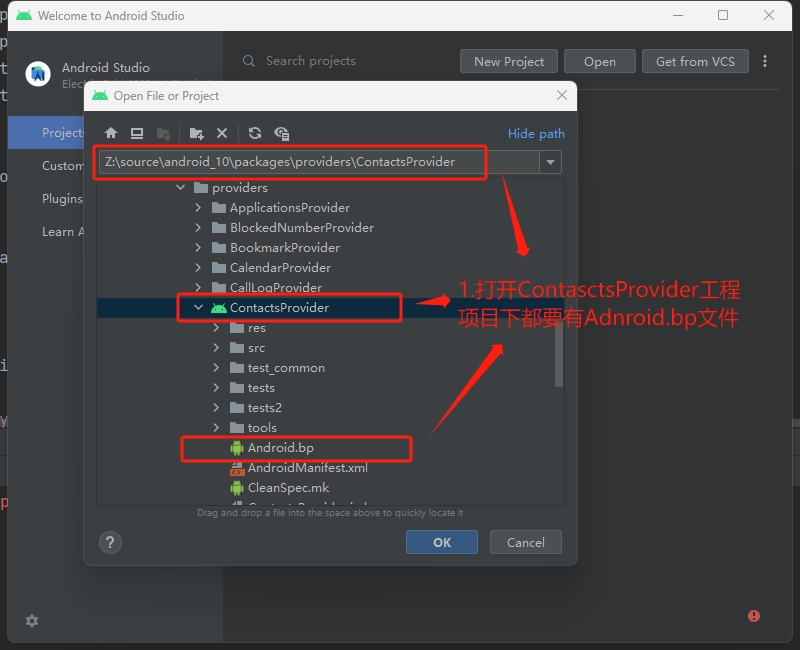 Welcome to Android Studio
Android Studio
Search projects
New Project
Open
Get from VCS
Projects
Custom
Plugins
Learn A
Open File or Project
Hide path
Z:\source\android_10\packages\providers\ContactsProvider
providers
ApplicationsProvider
BlockedNumberProvider
BookmarkProvider
CalendarProvider
CallLogProvider
ContactsProvider
res
src
test_common
tests
tests2
tools
Android.bp
AndroidManifest.xml
CleanSpec.mk
1.打开ContasctsProvider工程
项目下都要有Adnroid.bp文件
Drag and drop a file into the space above to quickly locate it
?
OK
Cancel